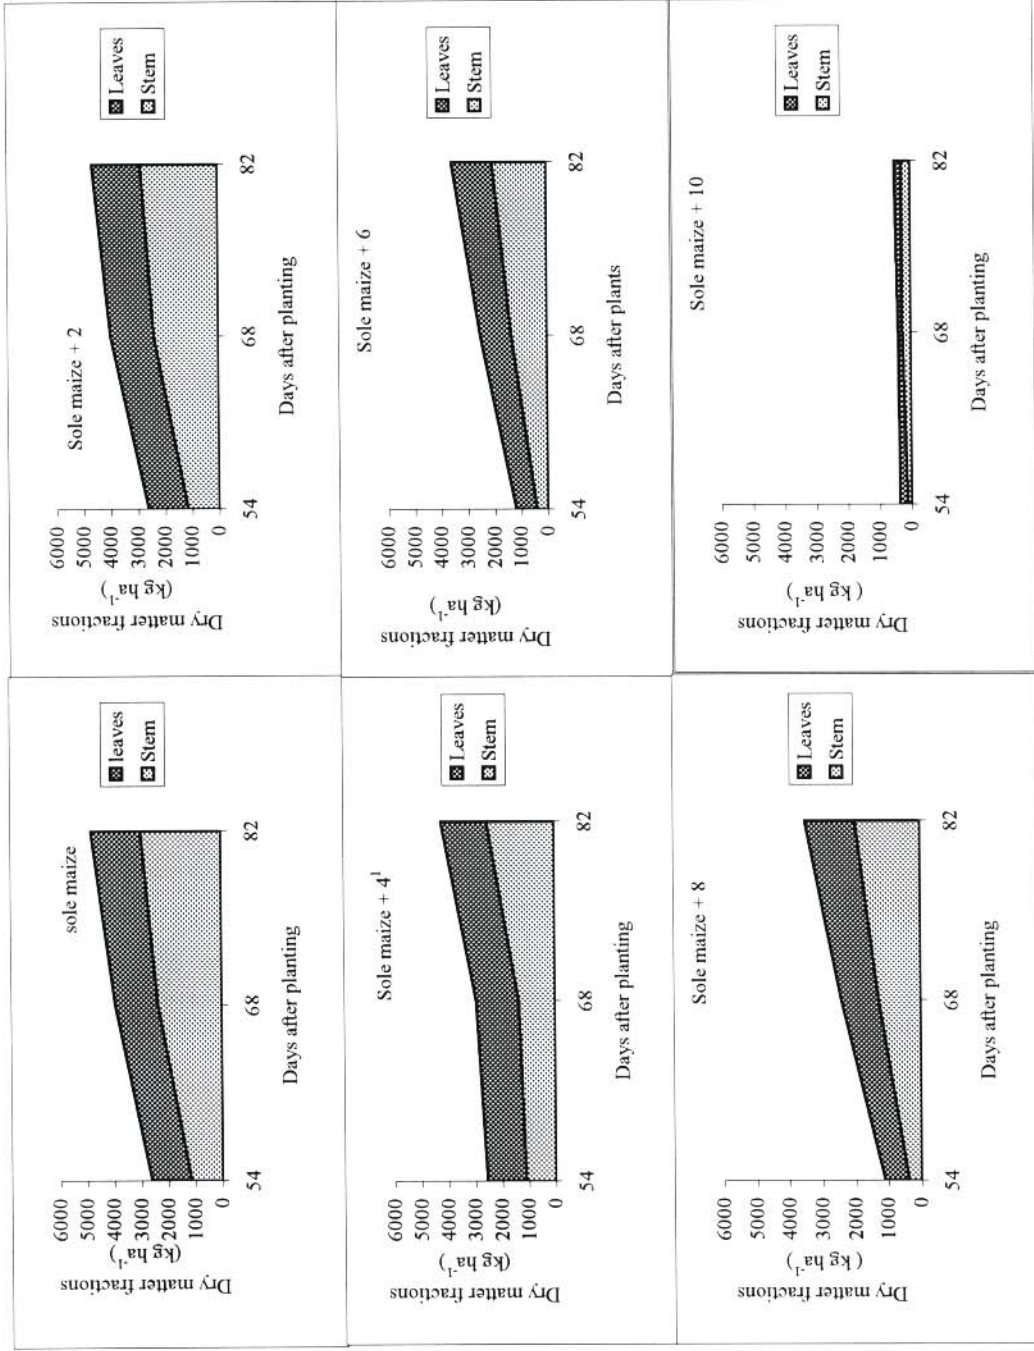 sole maize
Dry matter fractions
(kg ha⁻¹)
6000
5000
4000
3000
2000
1000
0
54
68
82
Days after planting
leaves
Stem
Sole maize + 2
Dry matter fractions
(kg ha⁻¹)
6000
5000
4000
3000
2000
1000
0
54
68
82
Days after planting
Leaves
Stem
Sole maize + 4¹
Dry matter fractions
(kg ha⁻¹)
6000
5000
4000
3000
2000
1000
0
54
68
82
Days after planting
Leaves
Stem
Sole maize + 6
Dry matter fractions
(kg ha⁻¹)
6000
5000
4000
3000
2000
1000
0
54
68
82
Days after plants
Leaves
Stem
Sole maize + 8
Dry matter fractions
( kg ha⁻¹)
6000
5000
4000
3000
2000
1000
0
54
68
82
Days after planting
Leaves
Stem
Sole maize + 10
Dry matter fractions
( kg ha⁻¹)
6000
5000
4000
3000
2000
1000
0
54
68
82
Days after planting
Leaves
Stem